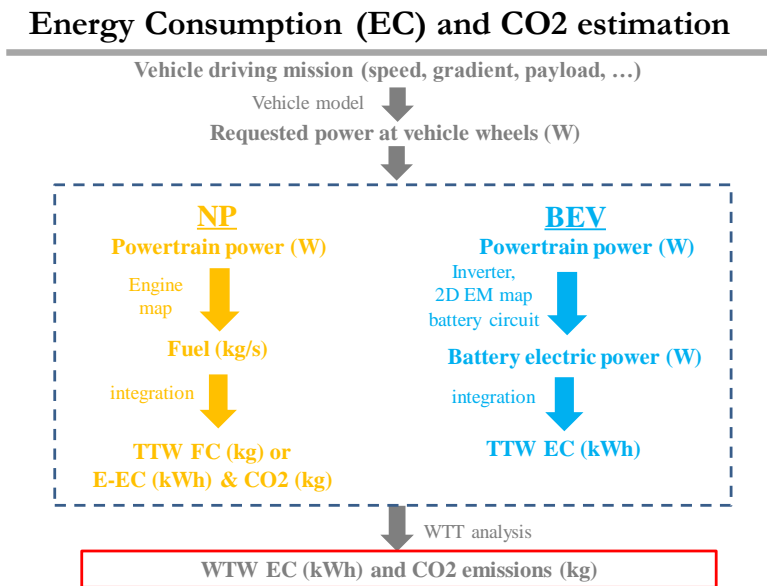 Energy Consumption (EC) and CO2 estimation
Vehicle driving mission (speed, gradient, payload, …)
Vehicle model
Requested power at vehicle wheels (W)
NP
Powertrain power (W)
Engine
map
Fuel (kg/s)
integration
TTW FC (kg) or
E-EC (kWh) & CO2 (kg)
BEV
Powertrain power (W)
Inverter,
2D EM map
battery circuit
Battery electric power (W)
integration
TTW EC (kWh)
WTT analysis
WTW EC (kWh) and CO2 emissions (kg)